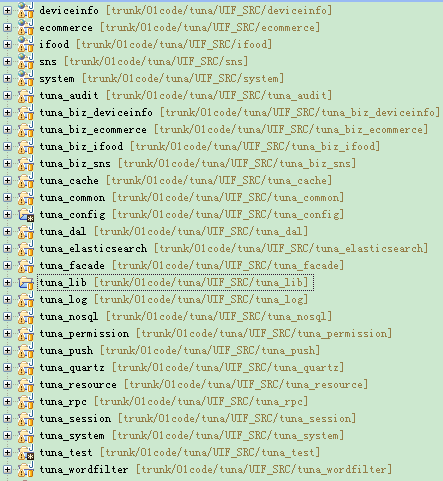 deviceinfo [trunk/01code/tuna/UIF_SRC/deviceinfo]
ecommerce [trunk/01code/tuna/UIF_SRC/ecommerce]
ifood [trunk/01code/tuna/UIF_SRC/ifood]
sns [trunk/01code/tuna/UIF_SRC/sns]
system [trunk/01code/tuna/UIF_SRC/system]
tuna_audit [trunk/01code/tuna/UIF_SRC/tuna_audit]
tuna_biz_deviceinfo [trunk/01code/tuna/UIF_SRC/tuna_biz_deviceinfo]
tuna_biz_ecommerce [trunk/01code/tuna/UIF_SRC/tuna_biz_ecommerce]
tuna_biz_ifood [trunk/01code/tuna/UIF_SRC/tuna_biz_ifood]
tuna_biz_sns [trunk/01code/tuna/UIF_SRC/tuna_biz_sns]
tuna_cache [trunk/01code/tuna/UIF_SRC/tuna_cache]
tuna_common [trunk/01code/tuna/UIF_SRC/tuna_common]
tuna_config [trunk/01code/tuna/UIF_SRC/tuna_config]
tuna_dal [trunk/01code/tuna/UIF_SRC/tuna_dal]
tuna_elasticsearch [trunk/01code/tuna/UIF_SRC/tuna_elasticsearch]
tuna_facade [trunk/01code/tuna/UIF_SRC/tuna_facade]
tuna_lib [trunk/01code/tuna/UIF_SRC/tuna_lib]
tuna_log [trunk/01code/tuna/UIF_SRC/tuna_log]
tuna_nosql [trunk/01code/tuna/UIF_SRC/tuna_nosql]
tuna_permission [trunk/01code/tuna/UIF_SRC/tuna_permission]
tuna_push [trunk/01code/tuna/UIF_SRC/tuna_push]
tuna_quartz [trunk/01code/tuna/UIF_SRC/tuna_quartz]
tuna_resource [trunk/01code/tuna/UIF_SRC/tuna_resource]
tuna_rpc [trunk/01code/tuna/UIF_SRC/tuna_rpc]
tuna_session [trunk/01code/tuna/UIF_SRC/tuna_session]
tuna_system [trunk/01code/tuna/UIF_SRC/tuna_system]
tuna_test [trunk/01code/tuna/UIF_SRC/tuna_test]
tuna_wordfilter [trunk/01code/tuna/UIF_SRC/tuna_wordfilter]